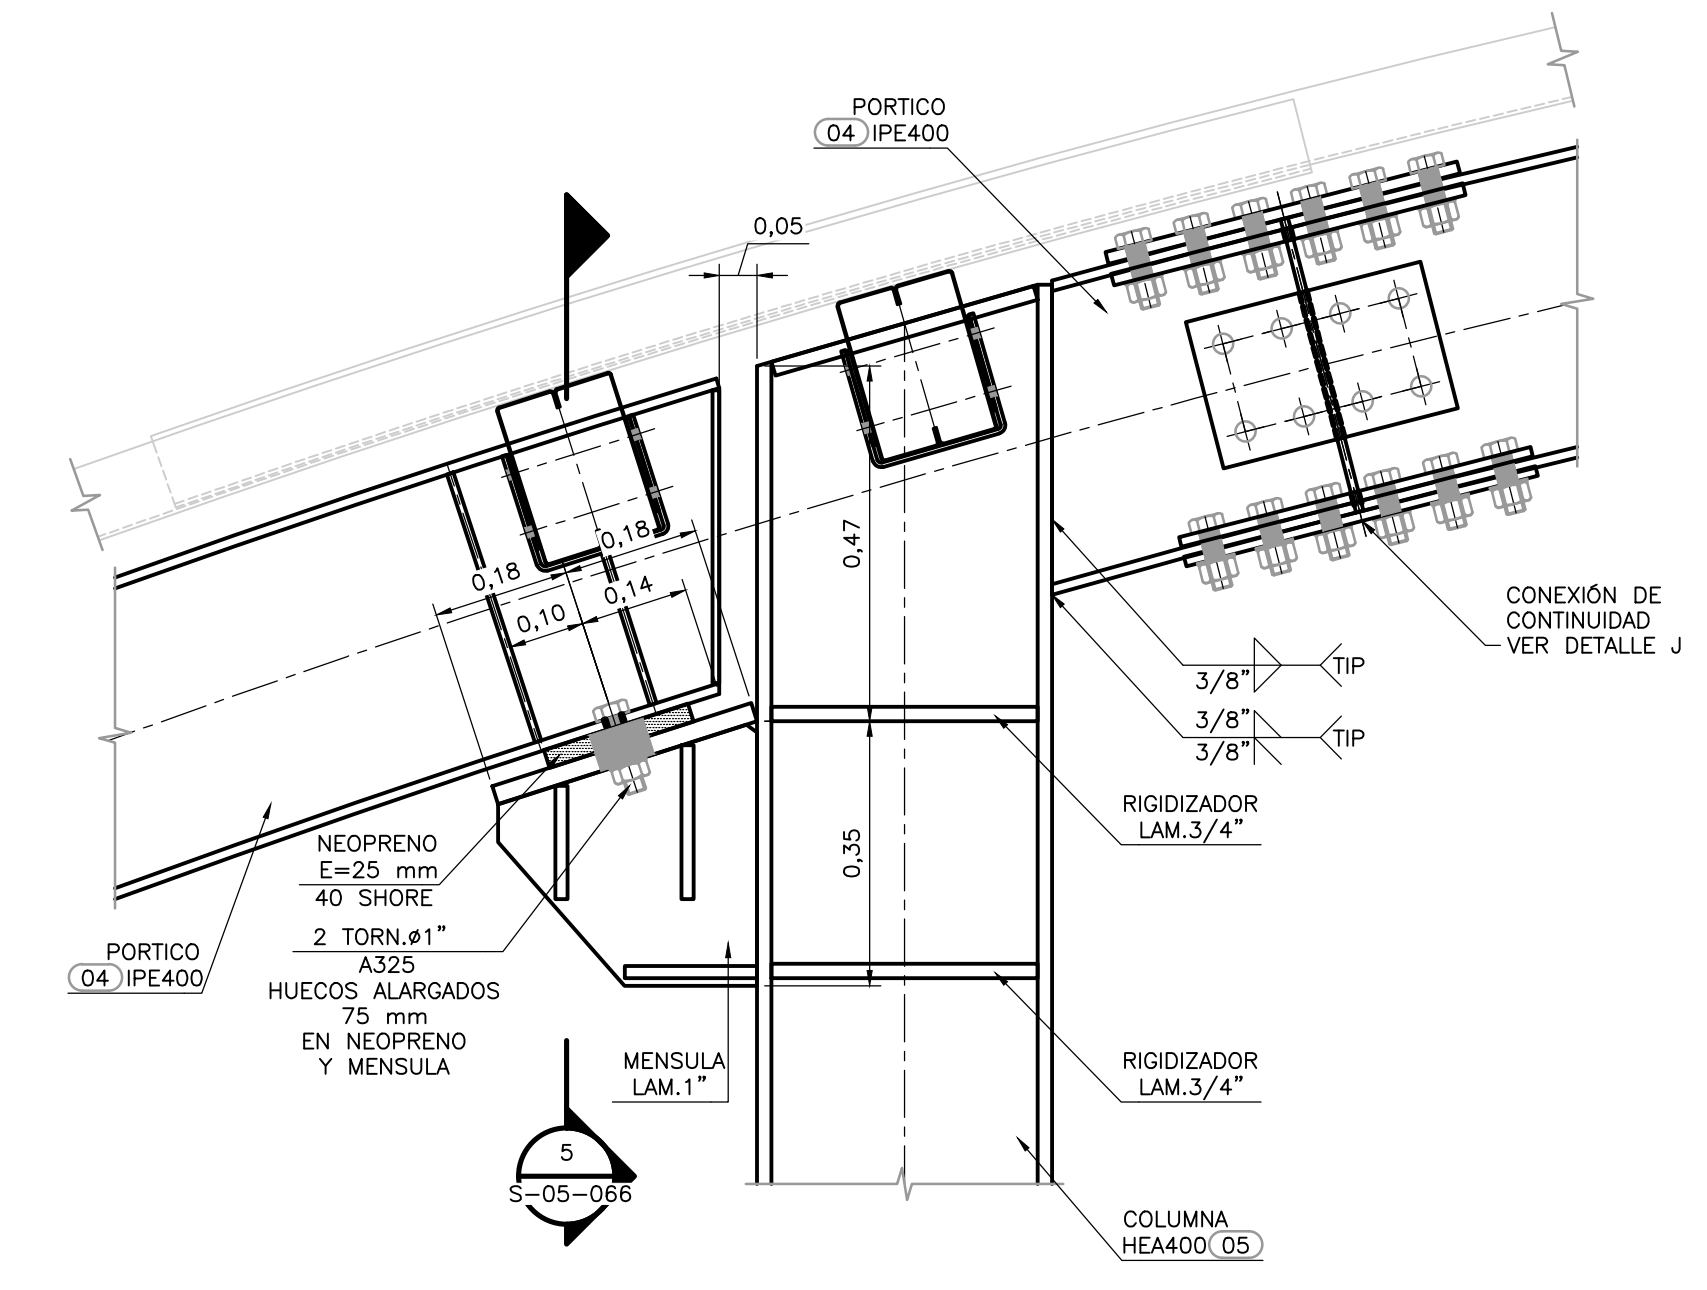 PORTICO
04 IPE400
0,05
0,18
0,18
0,10
0,14
0,47
0,35
CONEXIÓN DE
CONTINUIDAD
VER DETALLE J
3/8" TIP
3/8"
3/8" TIP
RIGIDIZADOR
LAM.3/4"
NEOPRENO
E=25 mm
40 SHORE
2 TORN.ø1"
A325
HUECOS ALARGADOS
75 mm
EN NEOPRENO
Y MENSULA
PORTICO
04 IPE400
MENSULA
LAM.1"
RIGIDIZADOR
LAM.3/4"
5
S-05-066
COLUMNA
HEA400 05